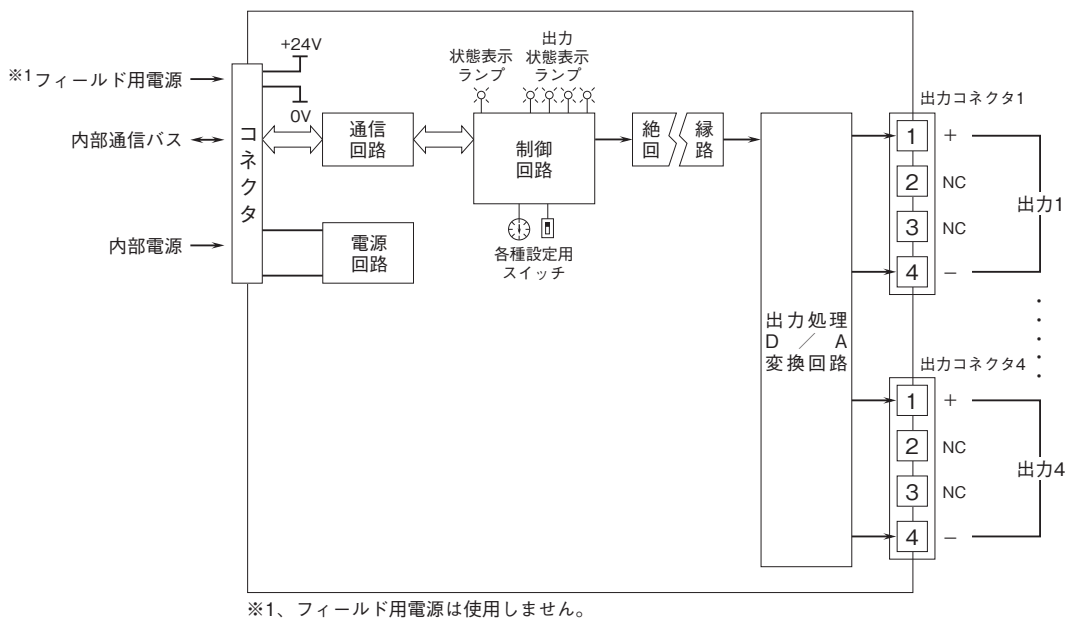 +24V
0V
※1フィールド用電源
内部通信バス
内部電源
コネクタ
通信
回路
電源
回路
状態表示
ランプ
出力
状態表示
ランプ
制御
回路
各種設定用
スイッチ
絶縁
回路
出力処理
D ／ A
変換回路
出力コネクタ1
1 +
2 NC
3 NC
4 −
出力1
出力コネクタ4
1 +
2 NC
3 NC
4 −
出力4
※1、フィールド用電源は使用しません。